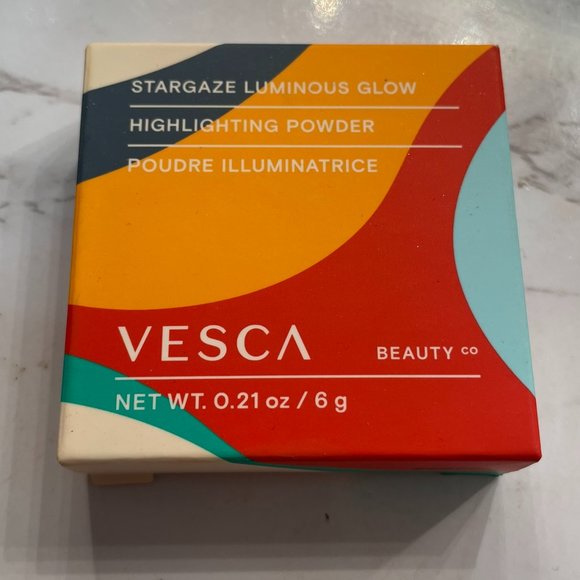 STARGAZE LUMINOUS GLOW
HIGHLIGHTING POWDER
POUDRE ILLUMINATRICE
VESCA
BEAUTY co
NET WT. 0.21 oz / 6 g